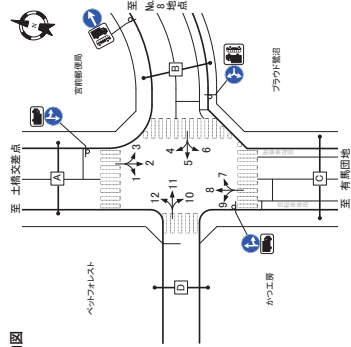 図
至 土橋交差点
至 No.8地点
宮前郵便局
A
B
プラウド鷺沼
1
2
3
4
5
6
7
8
9
10
11
12
D
C
ペットフォレスト
かつ工房
至 有馬団地